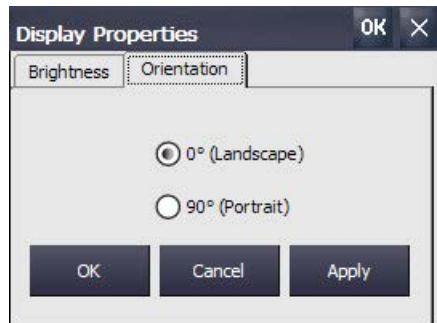 Display Properties OK ×
Brightness Orientation
0° (Landscape)
90° (Portrait)
OK Cancel Apply